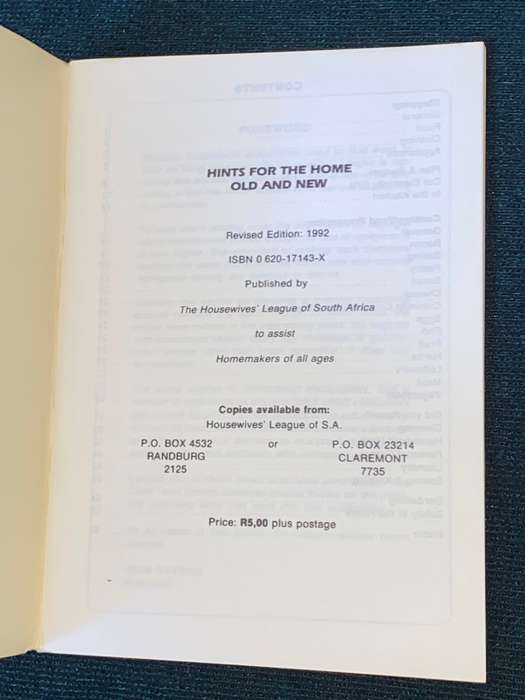 HINTS FOR THE HOME
OLD AND NEW
Revised Edition: 1992
ISBN 0 620-17143-X
Published by
The Housewives' League of South Africa
to assist
Homemakers of all ages
Copies available from:
Housewives' League of S.A.
P.O. BOX 4532 or P.O. BOX 23214
RANDBURG CLAREMONT
2125 7735
Price: R5,00 plus postage